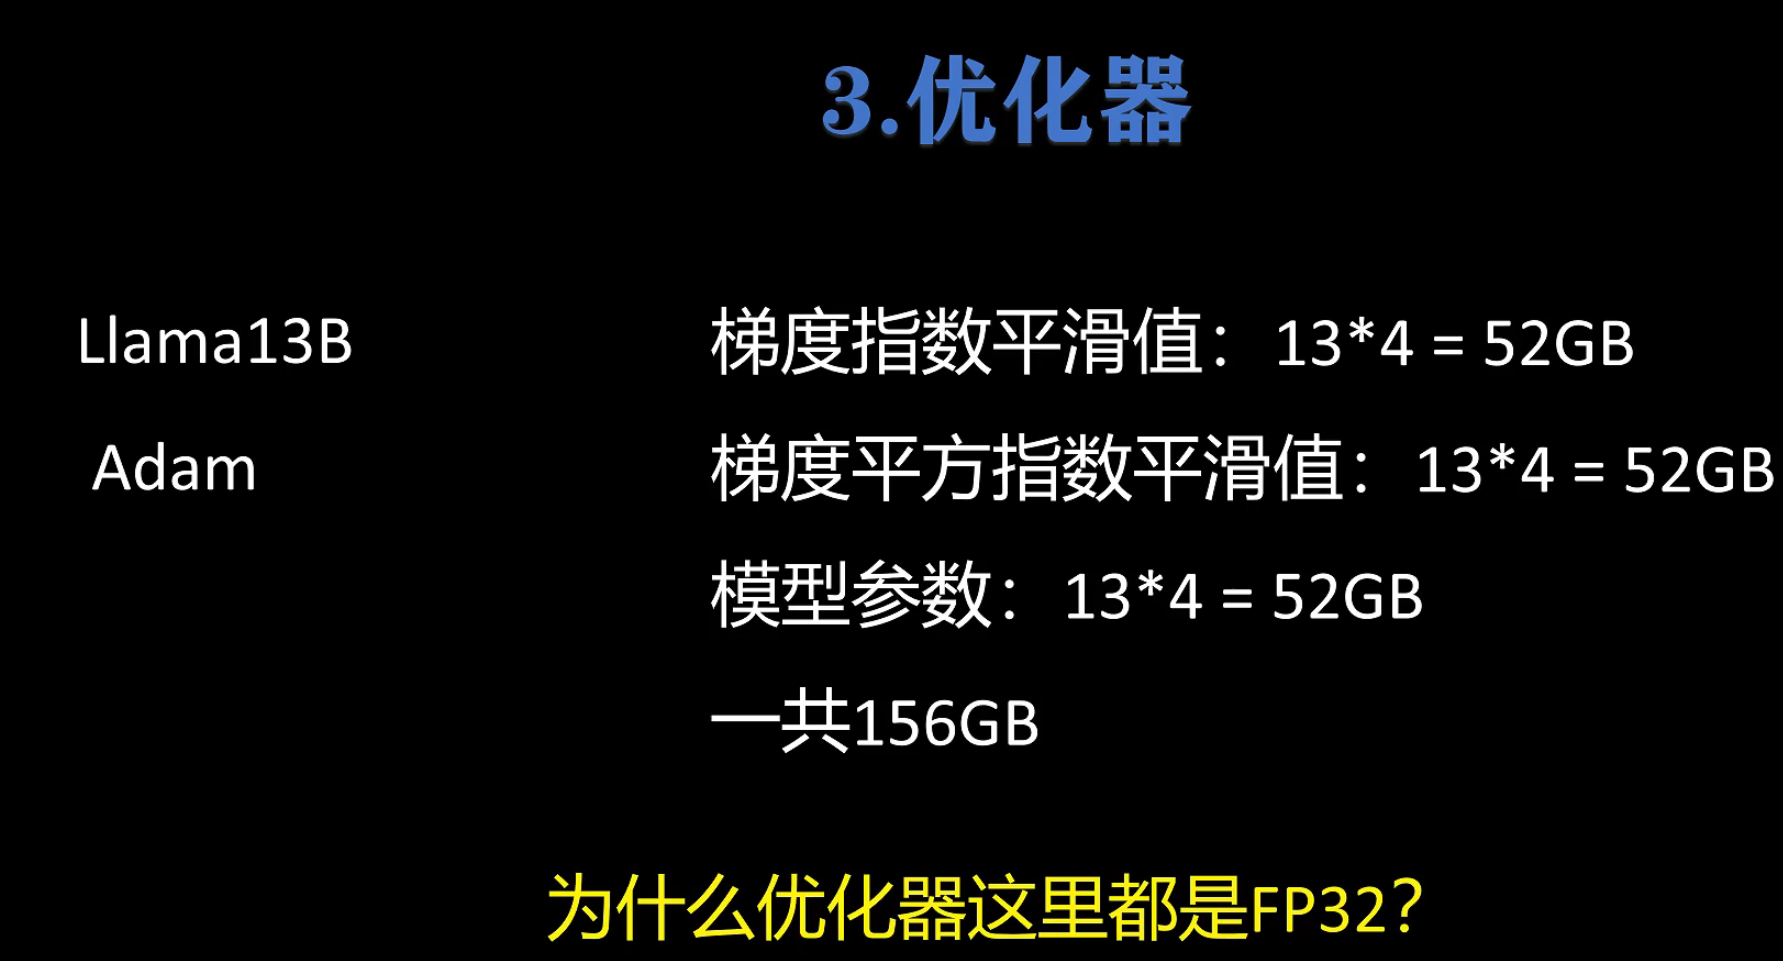 3.优化器
Llama13B
梯度指数平滑值：13*4 = 52GB
Adam
梯度平方指数平滑值：13*4 = 52GB
模型参数：13*4 = 52GB
一共156GB
为什么优化器这里都是FP32？